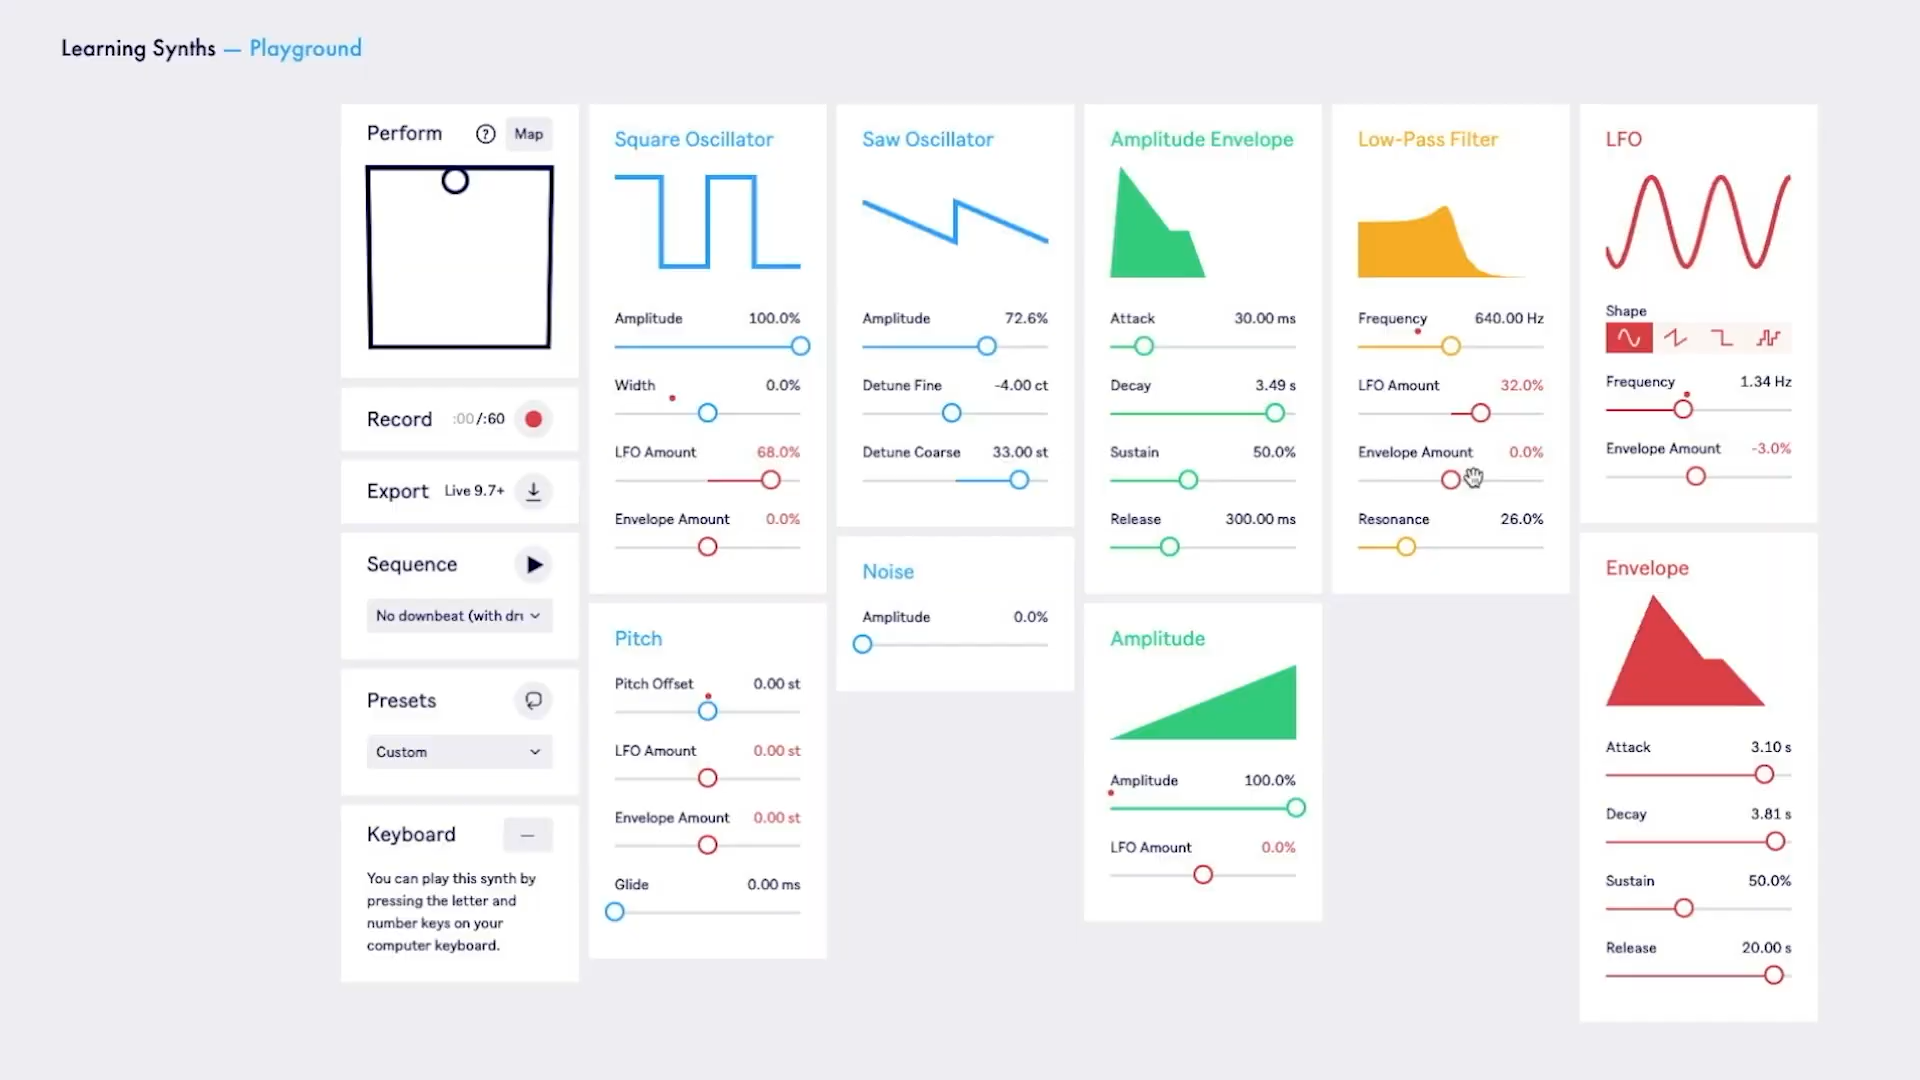 Learning Synths — Playground
Perform
?
Map
Record
:00/:60
Export
Live 9.7+
Sequence
No downbeat (with dru
Presets
Custom
Keyboard
—
You can play this synth by
pressing the letter and
number keys on your
computer keyboard.
Square Oscillator
Amplitude 100.0%
Width 0.0%
LFO Amount 68.0%
Envelope Amount 0.0%
Pitch
Pitch Offset 0.00 st
LFO Amount 0.00 st
Envelope Amount 0.00 st
Glide 0.00 ms
Saw Oscillator
Amplitude 72.6%
Detune Fine -4.00 ct
Detune Coarse 33.00 st
Noise
Amplitude 0.0%
Amplitude Envelope
Attack 30.00 ms
Decay 3.49 s
Sustain 50.0%
Release 300.00 ms
Amplitude
Amplitude 100.0%
LFO Amount 0.0%
Low-Pass Filter
Frequency 640.00 Hz
LFO Amount 32.0%
Envelope Amount 0.0%
Resonance 26.0%
LFO
Shape
Frequency 1.34 Hz
Envelope Amount -3.0%
Envelope
Attack 3.10 s
Decay 3.81 s
Sustain 50.0%
Release 20.00 s